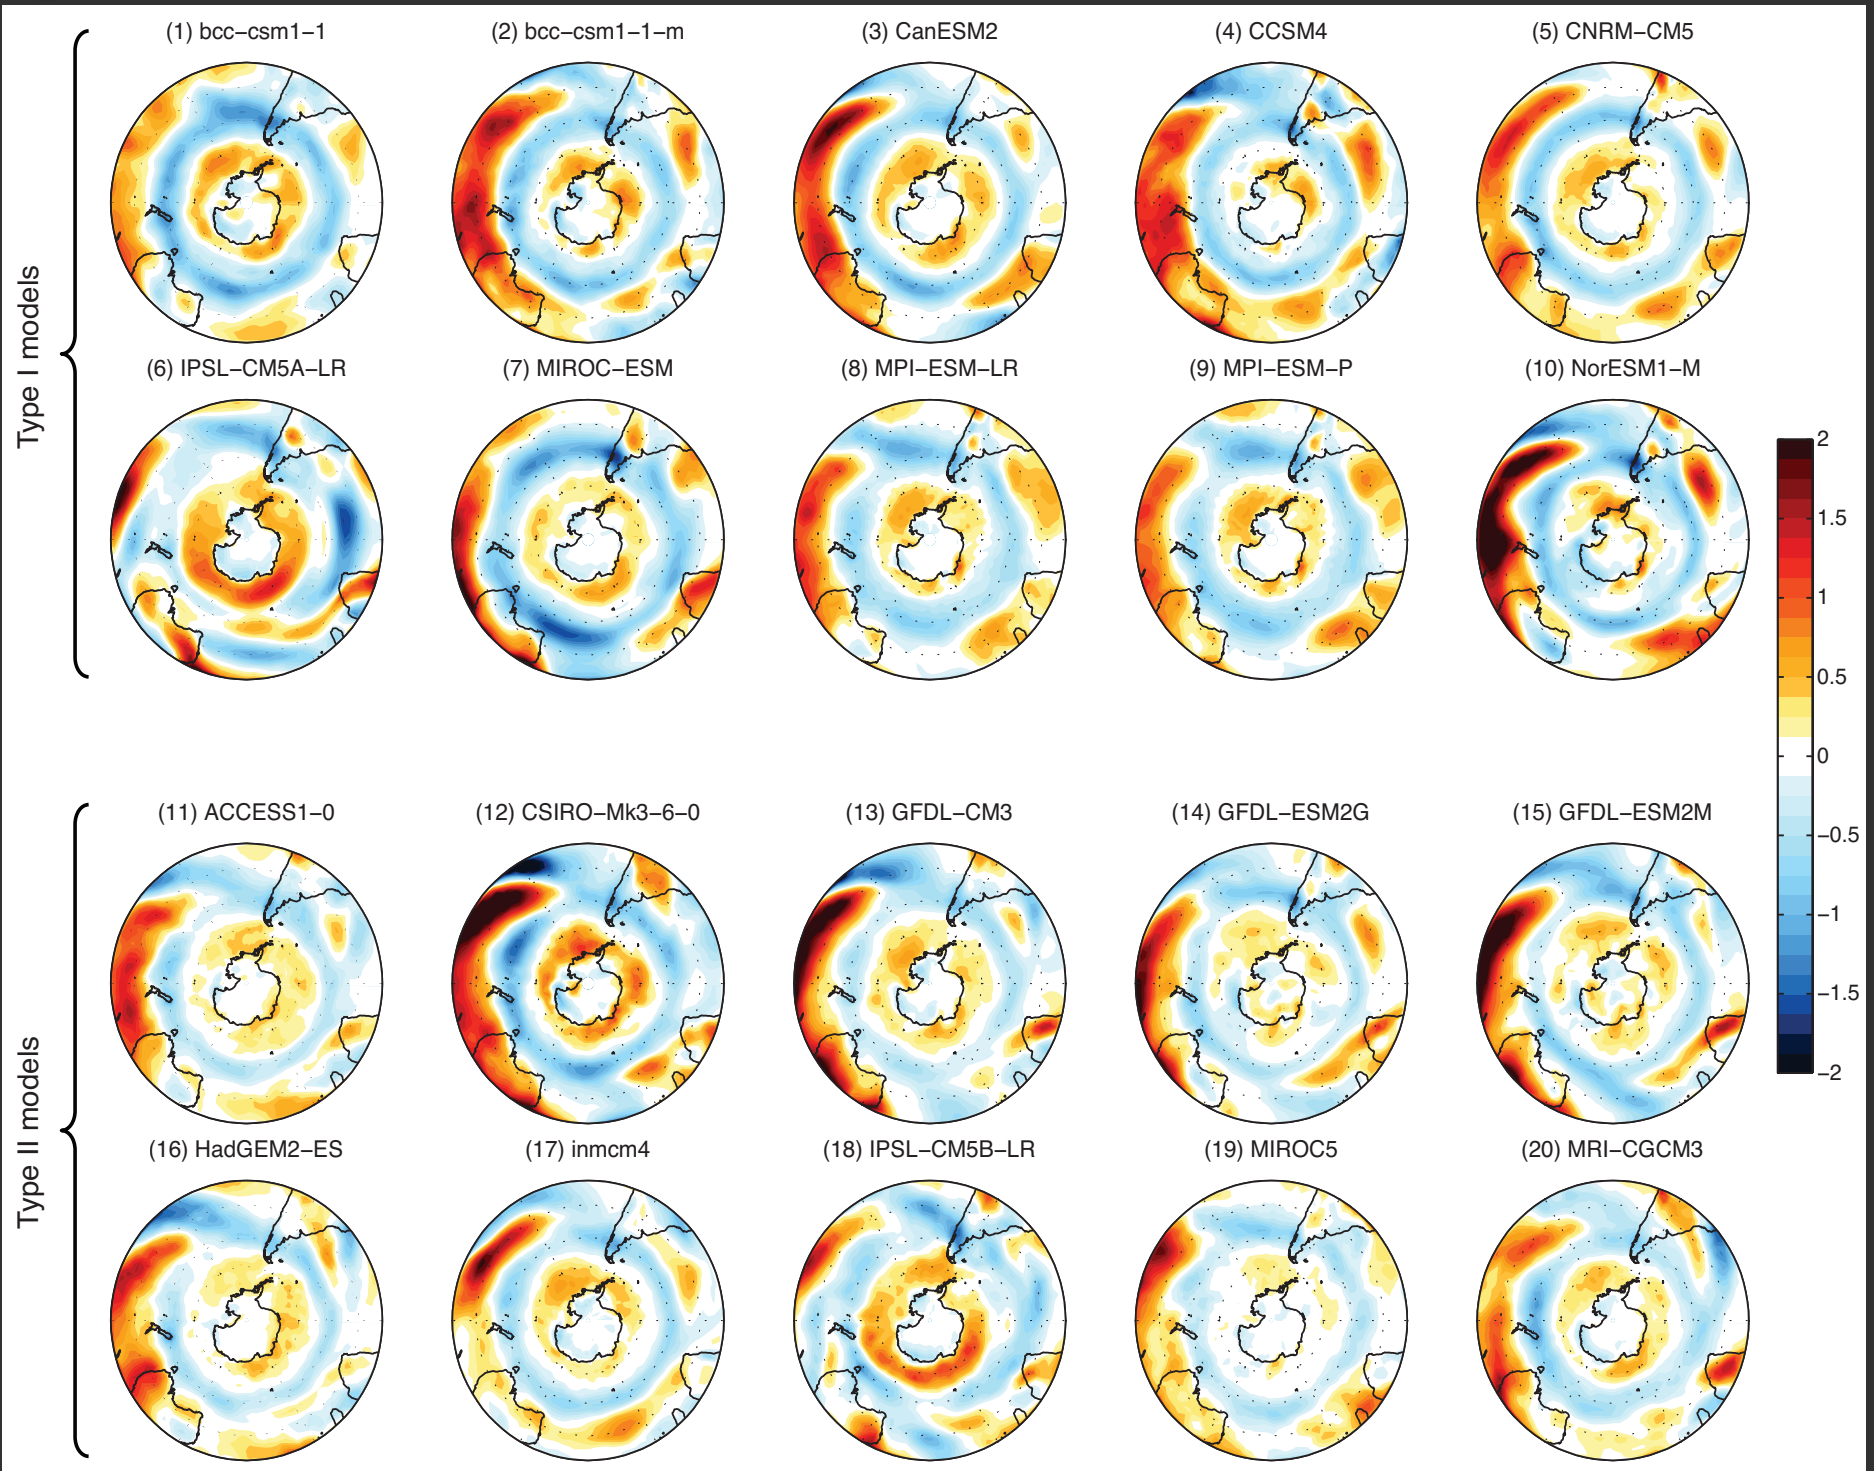 (1) bcc−csm1−1
(2) bcc−csm1−1−m
(3) CanESM2
(4) CCSM4
(5) CNRM−CM5
Type I models
(6) IPSL−CM5A−LR
(7) MIROC−ESM
(8) MPI−ESM−LR
(9) MPI−ESM−P
(10) NorESM1−M
2
1.5
1
0.5
0
−0.5
−1
−1.5
−2
(11) ACCESS1−0
(12) CSIRO−Mk3−6−0
(13) GFDL−CM3
(14) GFDL−ESM2G
(15) GFDL−ESM2M
Type II models
(16) HadGEM2−ES
(17) inmcm4
(18) IPSL−CM5B−LR
(19) MIROC5
(20) MRI−CGCM3